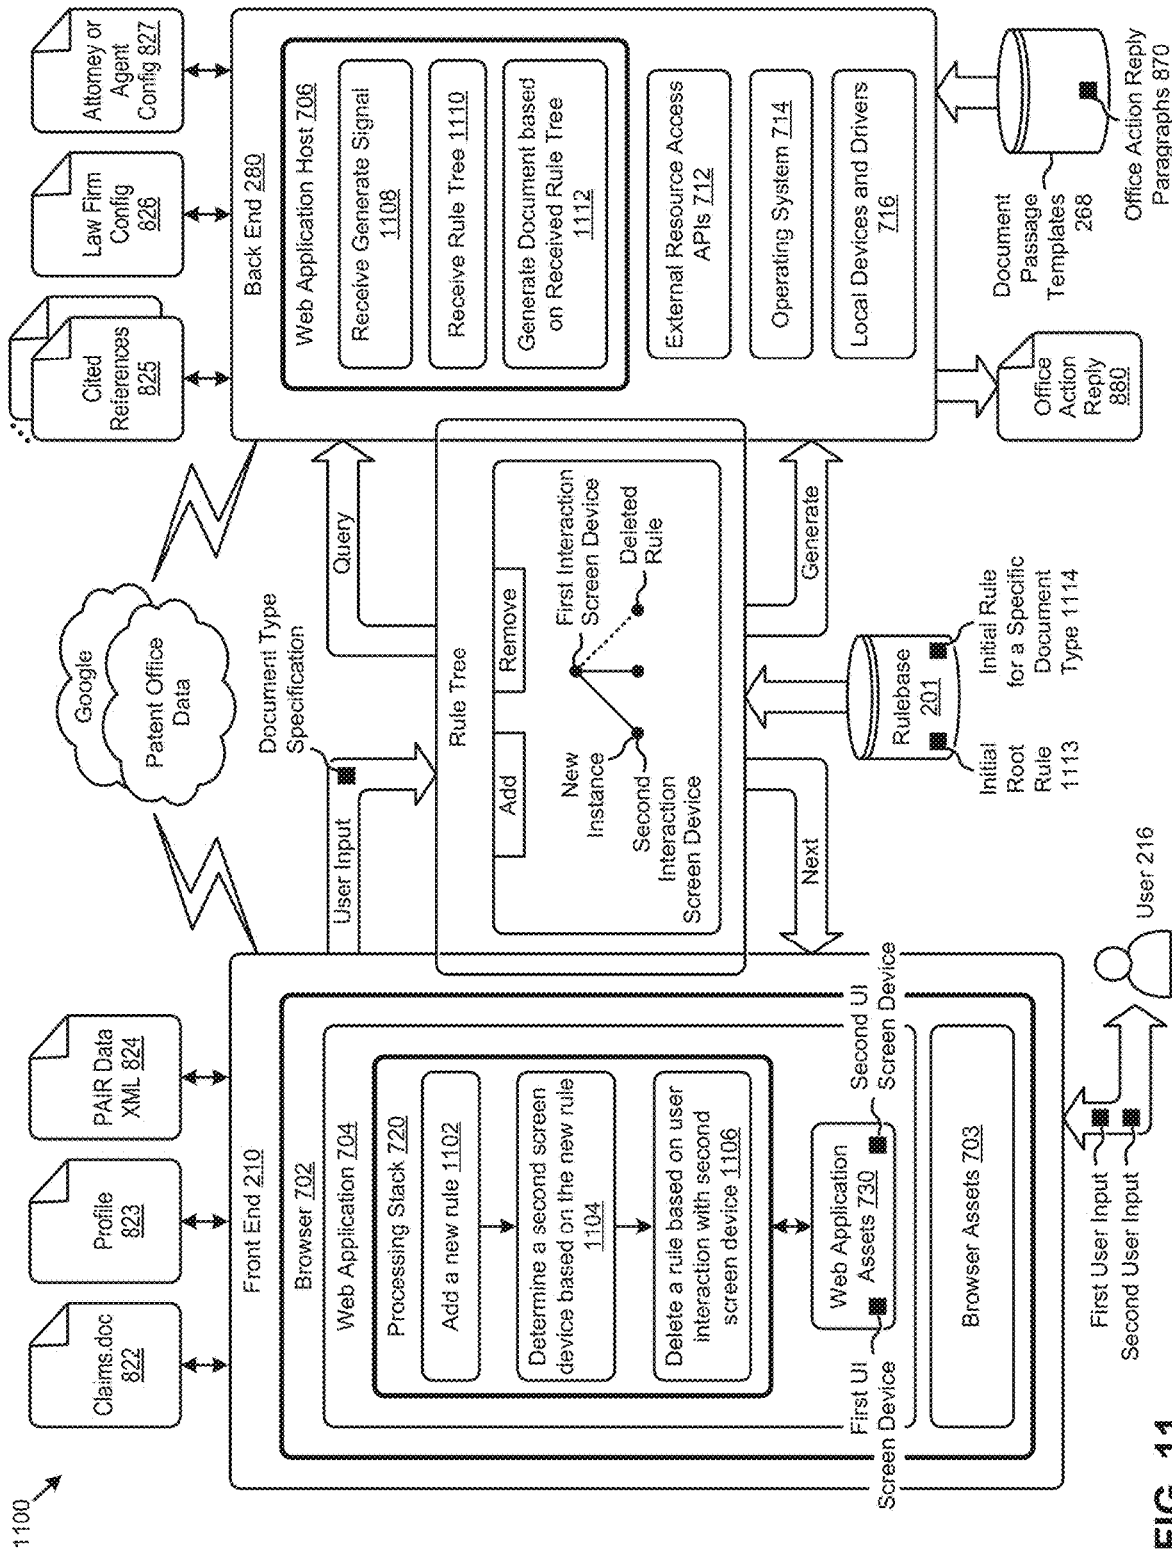 1100
Claims.doc
822
Profile
823
PAIR Data
XML 824
Front End 210
Browser 702
Web Application 704
Processing Stack 720
Add a new rule 1102
Determine a second screen
device based on the new rule
1104
Delete a rule based on user
interaction with second
screen device 1106
Web Application
Assets 730
First UI
Screen Device
Second UI
Screen Device
Browser Assets 703
First User Input
Second User Input
User 216
Google
Patent Office
Data
User Input
Document Type
Specification
Query
Rule Tree
Add
Remove
New
Instance
First Interaction
Screen Device
Second
Interaction
Screen Device
Deleted
Rule
Next
Generate
Rulebase
201
Initial
Root
Rule
1113
Initial Rule
for a Specific
Document
Type 1114
Cited
References
825
Law Firm
Config
826
Attorney or
Agent
Config 827
Back End 280
Web Application Host 706
Receive Generate Signal
1108
Receive Rule Tree 1110
Generate Document based
on Received Rule Tree
1112
External Resource Access
APIs 712
Operating System 714
Local Devices and Drivers
716
Office
Action
Reply
880
Document
Passage
Templates
268
Office Action Reply
Paragraphs 870
FIG. 11